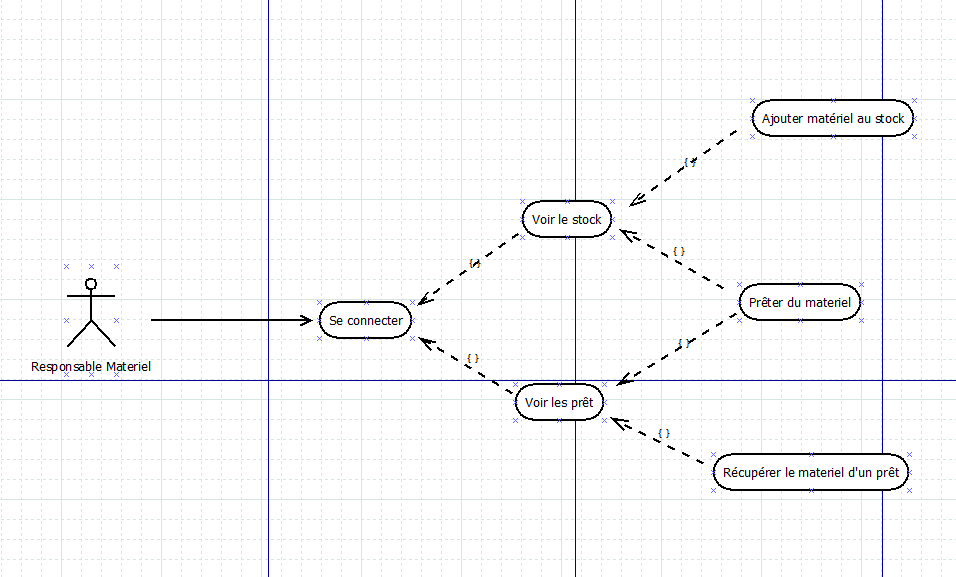 Ajouter matériel au stock
{ }
Voir le stock
{ }
{ }
Prêter du materiel
Se connecter
{ }
{ }
Responsable Materiel
Voir les prêt
{ }
Récupérer le materiel d'un prêt